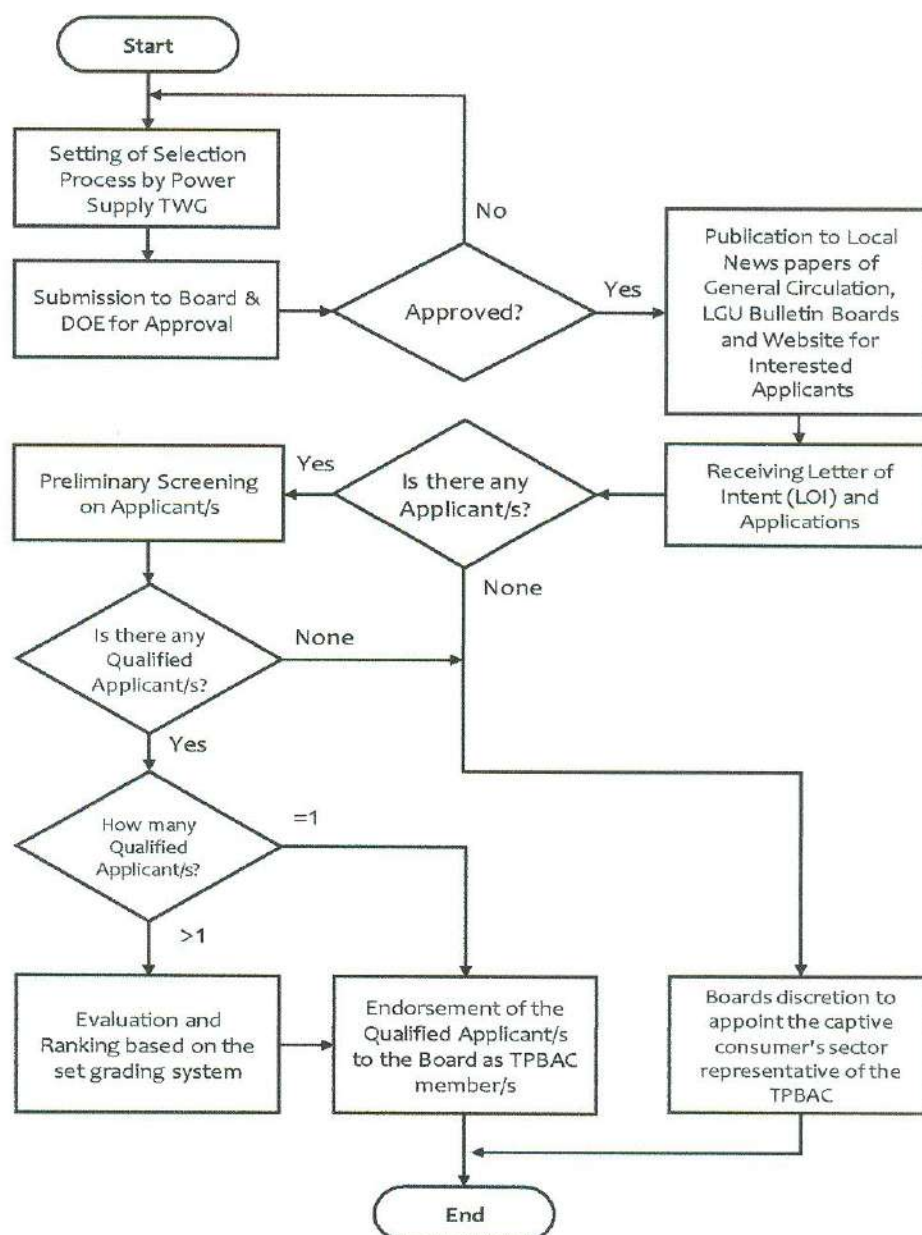 Start
Setting of Selection
Process by Power
Supply TWG
Submission to Board &
DOE for Approval
No
Approved?
Yes
Publication to Local
News papers of
General Circulation,
LGU Bulletin Boards
and Website for
Interested
Applicants
Receiving Letter of
Intent (LOI) and
Applications
Is there any
Applicant/s?
Yes
None
Preliminary Screening
on Applicant/s
Is there any
Qualified
Applicant/s?
None
Yes
How many
Qualified
Applicant/s?
=1
>1
Evaluation and
Ranking based on the
set grading system
Endorsement of the
Qualified Applicant/s
to the Board as TPBAC
member/s
Boards discretion to
appoint the captive
consumer's sector
representative of the
TPBAC
End